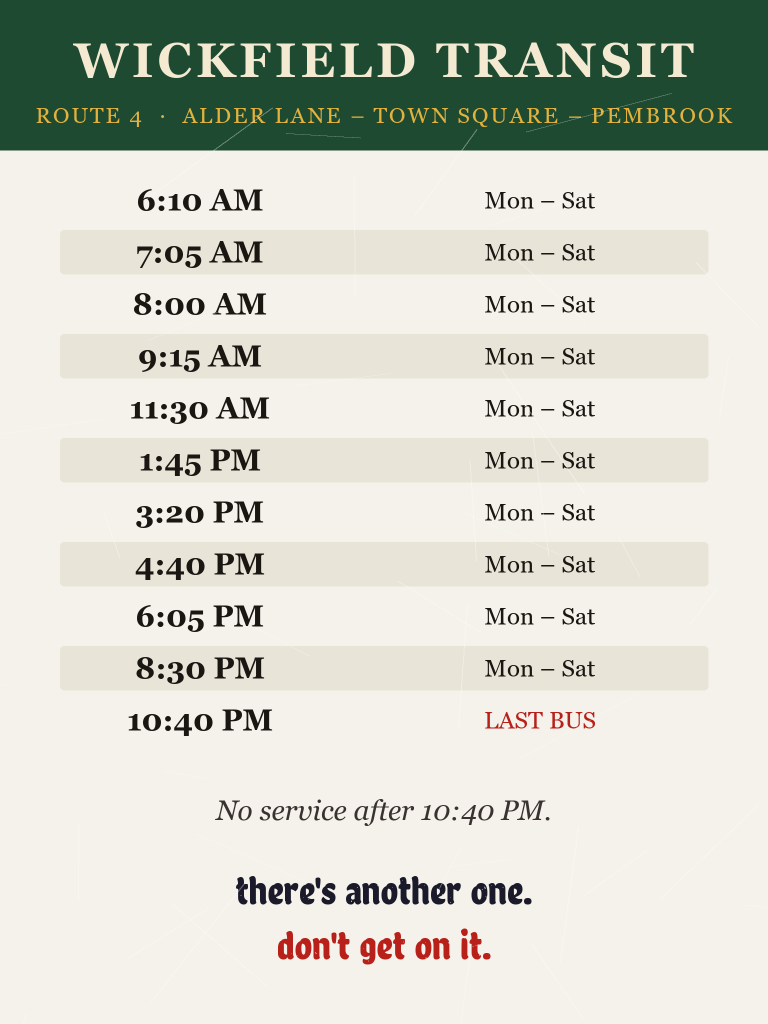 WICKFIELD TRANSIT
ROUTE 4 · ALDER LANE – TOWN SQUARE – PEMBROOK
6:10 AM Mon – Sat
7:05 AM Mon – Sat
8:00 AM Mon – Sat
9:15 AM Mon – Sat
11:30 AM Mon – Sat
1:45 PM Mon – Sat
3:20 PM Mon – Sat
4:40 PM Mon – Sat
6:05 PM Mon – Sat
8:30 PM Mon – Sat
10:40 PM LAST BUS
No service after 10:40 PM.
there's another one.
don't get on it.